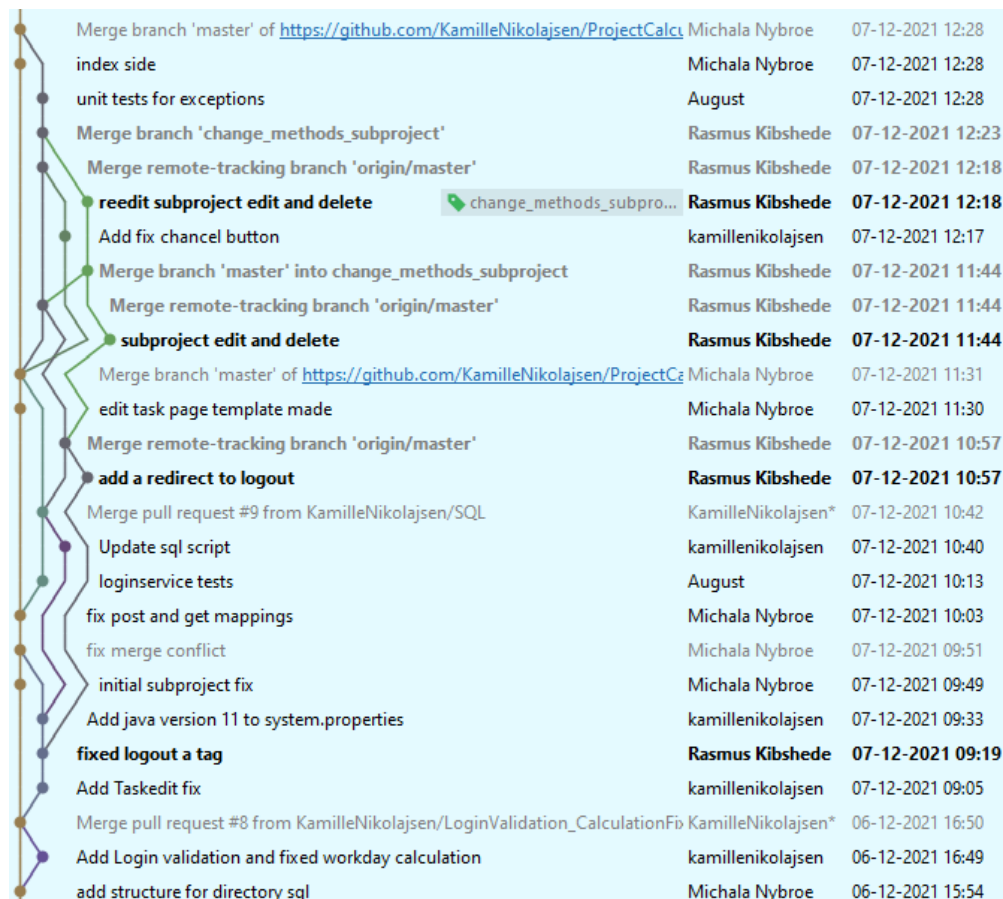 Merge branch 'master' of https://github.com/KamilleNikolajsen/ProjectCalcu Michala Nybroe 07-12-2021 12:28
index side Michala Nybroe 07-12-2021 12:28
unit tests for exceptions August 07-12-2021 12:28
Merge branch 'change_methods_subproject' Rasmus Kibshede 07-12-2021 12:23
Merge remote-tracking branch 'origin/master' Rasmus Kibshede 07-12-2021 12:18
reedit subproject edit and delete change_methods_subpro... Rasmus Kibshede 07-12-2021 12:18
Add fix chancel button kamillenikolajsen 07-12-2021 12:17
Merge branch 'master' into change_methods_subproject Rasmus Kibshede 07-12-2021 11:44
Merge remote-tracking branch 'origin/master' Rasmus Kibshede 07-12-2021 11:44
subproject edit and delete Rasmus Kibshede 07-12-2021 11:44
Merge branch 'master' of https://github.com/KamilleNikolajsen/ProjectCa Michala Nybroe 07-12-2021 11:31
edit task page template made Michala Nybroe 07-12-2021 11:30
Merge remote-tracking branch 'origin/master' Rasmus Kibshede 07-12-2021 10:57
add a redirect to logout Rasmus Kibshede 07-12-2021 10:57
Merge pull request #9 from KamilleNikolajsen/SQL KamilleNikolajsen* 07-12-2021 10:42
Update sql script kamillenikolajsen 07-12-2021 10:40
loginservice tests August 07-12-2021 10:13
fix post and get mappings Michala Nybroe 07-12-2021 10:03
fix merge conflict Michala Nybroe 07-12-2021 09:51
initial subproject fix Michala Nybroe 07-12-2021 09:49
Add java version 11 to system.properties kamillenikolajsen 07-12-2021 09:33
fixed logout a tag Rasmus Kibshede 07-12-2021 09:19
Add Taskedit fix kamillenikolajsen 07-12-2021 09:05
Merge pull request #8 from KamilleNikolajsen/LoginValidation_CalculationFix KamilleNikolajsen* 06-12-2021 16:50
Add Login validation and fixed workday calculation kamillenikolajsen 06-12-2021 16:49
add structure for directory sql Michala Nybroe 06-12-2021 15:54